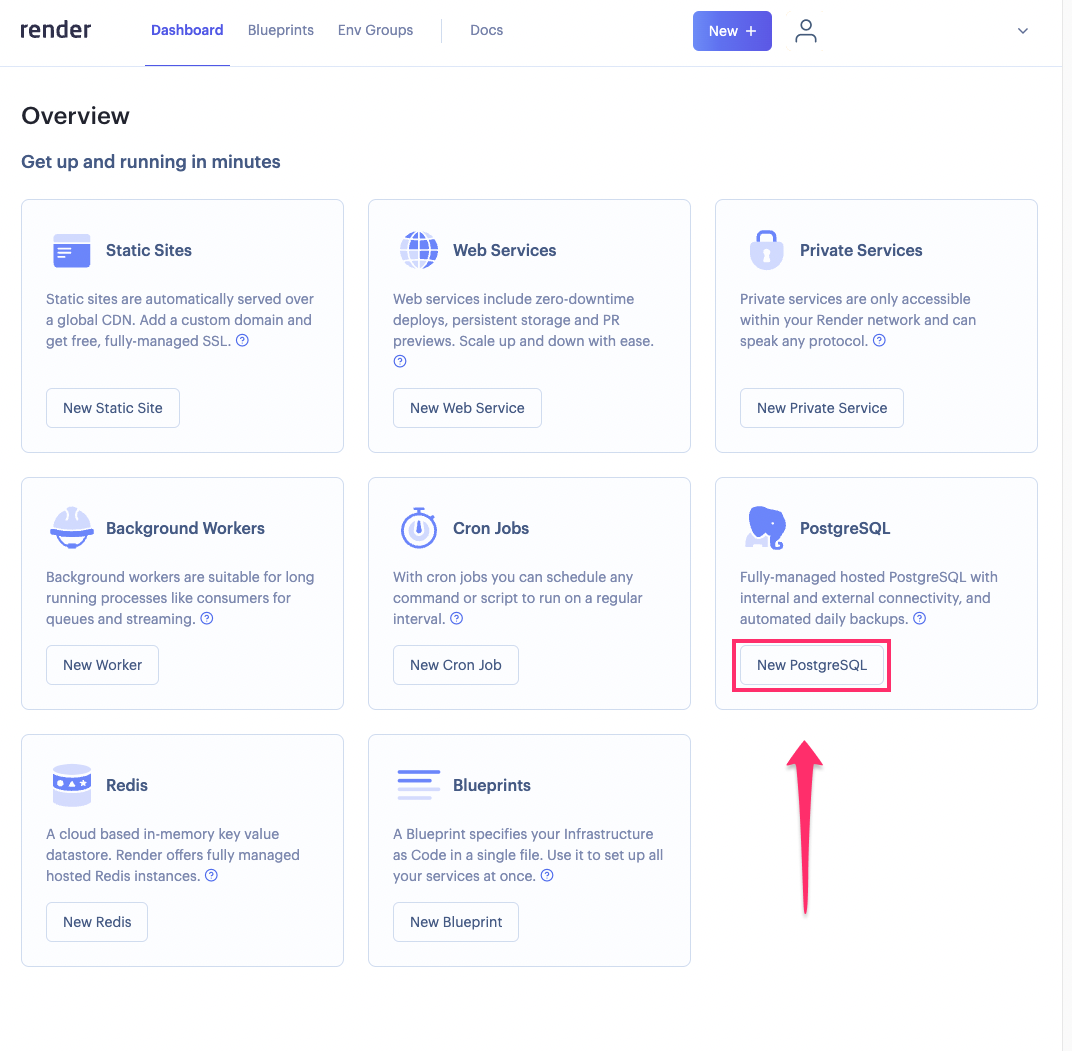 render
Dashboard
Blueprints
Env Groups
Docs
New +
Overview
Get up and running in minutes
Static Sites
Static sites are automatically served over
a global CDN. Add a custom domain and
get free, fully-managed SSL.
New Static Site
Web Services
Web services include zero-downtime
deploys, persistent storage and PR
previews. Scale up and down with ease.
New Web Service
Private Services
Private services are only accessible
within your Render network and can
speak any protocol.
New Private Service
Background Workers
Background workers are suitable for long
running processes like consumers for
queues and streaming.
New Worker
Cron Jobs
With cron jobs you can schedule any
command or script to run on a regular
interval.
New Cron Job
PostgreSQL
Fully-managed hosted PostgreSQL with
internal and external connectivity, and
automated daily backups.
New PostgreSQL
Redis
A cloud based in-memory key value
datastore. Render offers fully managed
hosted Redis instances.
New Redis
Blueprints
A Blueprint specifies your Infrastructure
as Code in a single file. Use it to set up all
your services at once.
New Blueprint